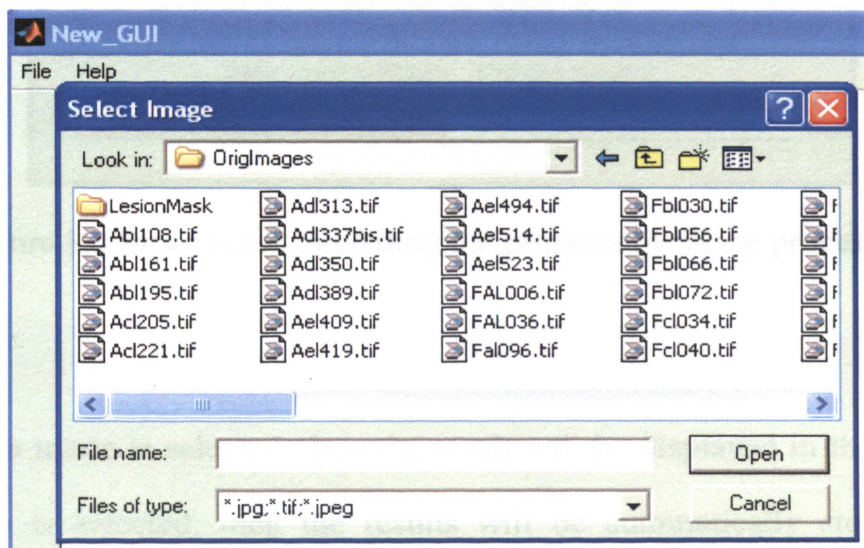 New_GUI
File Help
Select Image
Look in: OrigImages
LesionMask Adl313.tif Ael494.tif Fbl030.tif F
Abl108.tif Adl337bis.tif Ael514.tif Fbl056.tif F
Abl161.tif Adl350.tif Ael523.tif Fbl066.tif F
Abl195.tif Adl389.tif FAL006.tif Fbl072.tif F
Acl205.tif Ael409.tif FAL036.tif Fcl034.tif F
Acl221.tif Ael419.tif Fal096.tif Fcl040.tif F
File name: Open
Files of type: *.jpg;*.tif;*.jpeg Cancel